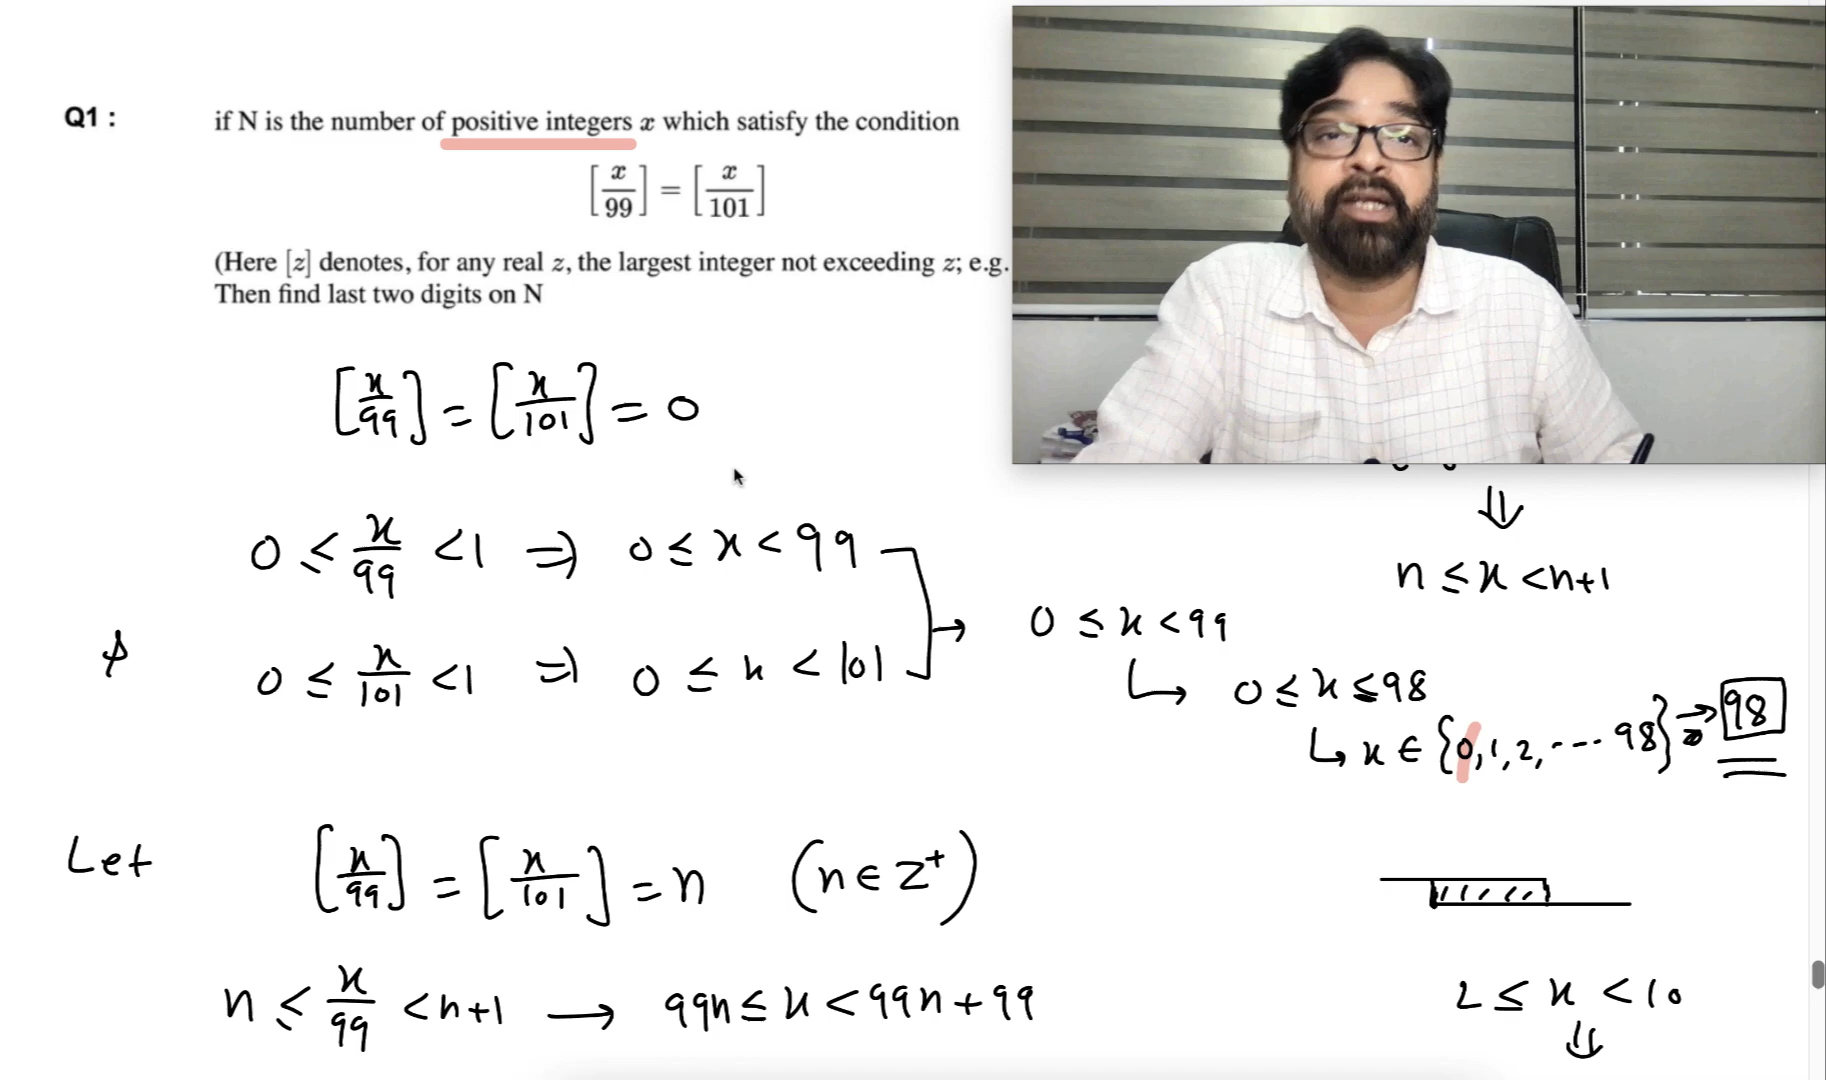 Q1 : if N is the number of positive integers x which satisfy the condition
[x/99] = [x/101]
(Here [z] denotes, for any real z, the largest integer not exceeding z; e.g.
Then find last two digits on N
[x/99] = [x/101] = 0
0 ≤ x/99 < 1 ⇒ 0 ≤ x < 99
0 ≤ x/101 < 1 ⇒ 0 ≤ x < 101
→ 0 ≤ x < 99
↳ 0 ≤ x ≤ 98
↳ x ∈ {0, 1, 2, ---- 98} → 98
⇓
n ≤ x < n+1
Let [x/99] = [x/101] = n (n ∈ Z⁺)
n ≤ x/99 < n+1 → 99n ≤ x < 99n + 99
2 ≤ x < 10
⇓